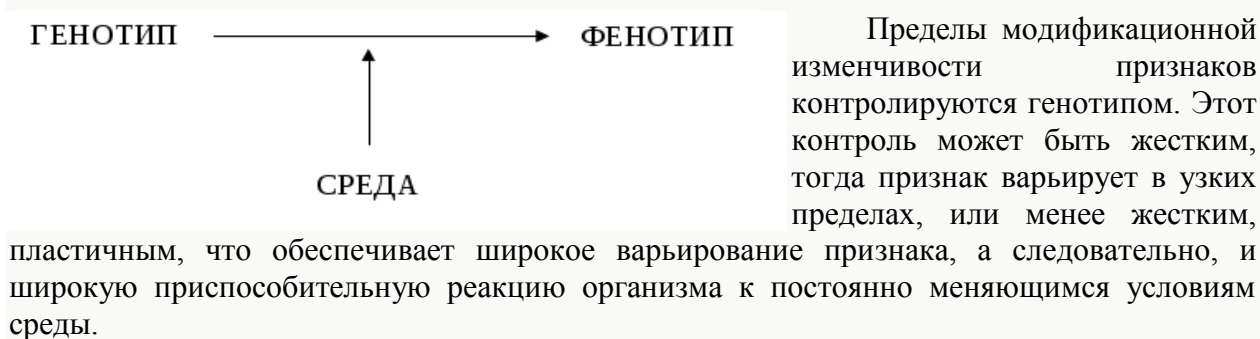 ГЕНОТИП
ФЕНОТИП
СРЕДА
Пределы модификационной
изменчивости признаков
контролируются генотипом. Этот
контроль может быть жестким,
тогда признак варьирует в узких
пределах, или менее жестким,
пластичным, что обеспечивает широкое варьирование признака, а следовательно, и
широкую приспособительную реакцию организма к постоянно меняющимся условиям
среды.